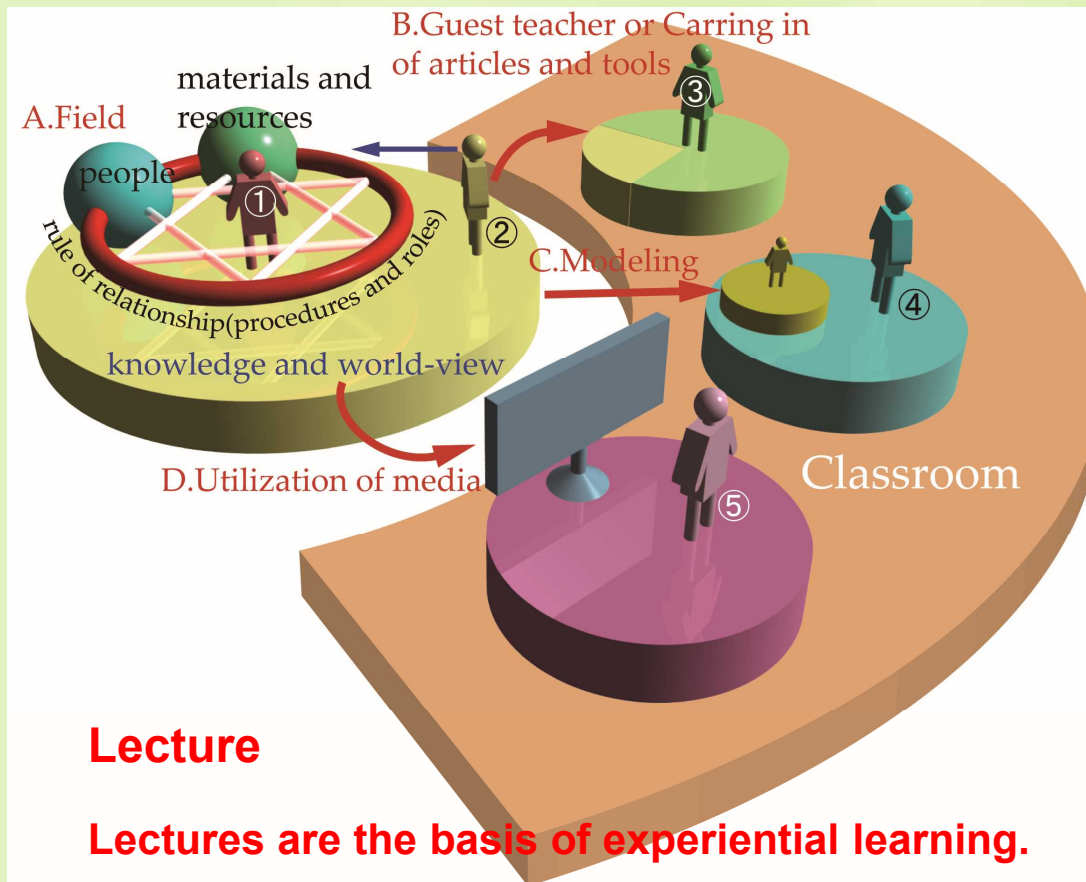 B.Guest teacher or Carring in
of articles and tools
materials and
resources
A.Field
people
①
②
③
④
⑤
rule of relationship(procedures and roles)
C.Modeling
knowledge and world-view
D.Utilization of media
Classroom
Lecture
Lectures are the basis of experiential learning.